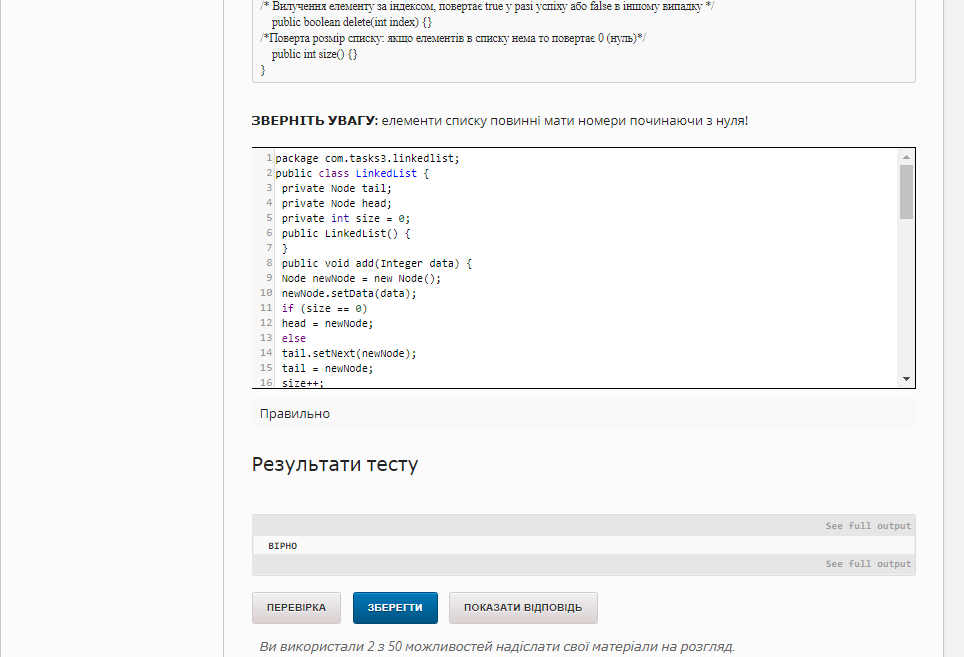 /* Вилучення елементу за індексом, повертає true у разі успіху або false в іншому випадку */
public boolean delete(int index) {}
/*Поверта розмір списку: якщо елементів в списку нема то повертає 0 (нуль)*/
public int size() {}
}
ЗВЕРНІТЬ УВАГУ: елементи списку повинні мати номери починаючи з нуля!
1 package com.tasks3.linkedlist;
2 public class LinkedList {
3 private Node tail;
4 private Node head;
5 private int size = 0;
6 public LinkedList() {
7 }
8 public void add(Integer data) {
9 Node newNode = new Node();
10 newNode.setData(data);
11 if (size == 0)
12 head = newNode;
13 else
14 tail.setNext(newNode);
15 tail = newNode;
16 size++;
Правильно
Результати тесту
See full output
ВІРНО
See full output
ПЕРЕВІРКА ЗБЕРЕГТИ ПОКАЗАТИ ВІДПОВІДЬ
Ви використали 2 з 50 можливостей надіслати свої матеріали на розгляд.